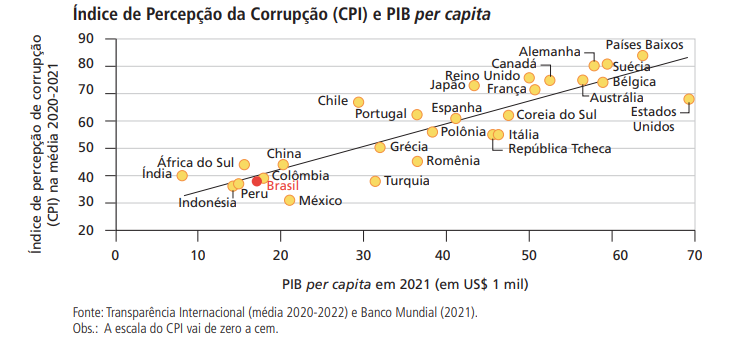 Índice de Percepção da Corrupção (CPI) e PIB per capita
Índice de percepção de corrupção
(CPI) na média 2020-2021
90
80
70
60
50
40
30
20
0
10
20
30
40
50
60
70
Países Baixos
Alemanha
Suécia
Canadá
Reino Unido
Bélgica
Japão
França
Austrália
Chile
Estados
Unidos
Portugal
Espanha
Coreia do Sul
Polônia
Itália
República Tcheca
Grécia
Romênia
China
África do Sul
Índia
Colômbia
Brasil
Turquia
Peru
Indonésia
México
PIB per capita em 2021 (em US$ 1 mil)
Fonte: Transparência Internacional (média 2020-2022) e Banco Mundial (2021).
Obs.: A escala do CPI vai de zero a cem.